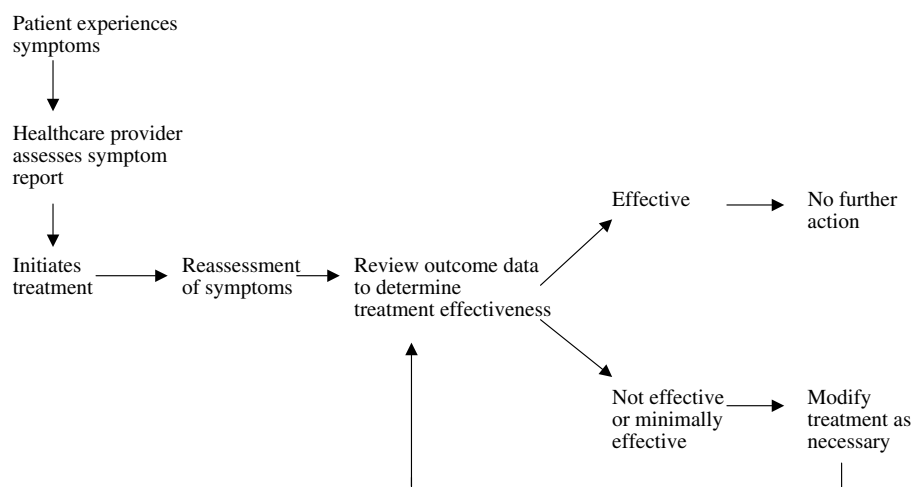 Patient experiences
symptoms
Healthcare provider
assesses symptom
report
Initiates
treatment
Reassessment
of symptoms
Review outcome data
to determine
treatment effectiveness
Effective
No further
action
Not effective
or minimally
effective
Modify
treatment as
necessary